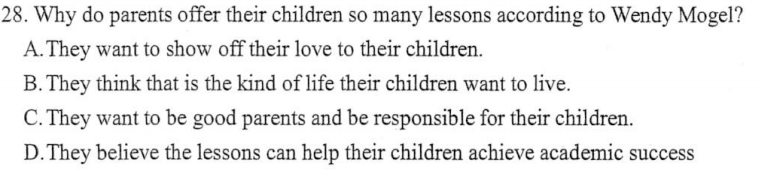 28. Why do parents offer their children so many lessons according to Wendy Mogel?
A. They want to show off their love to their children.
B. They think that is the kind of life their children want to live.
C. They want to be good parents and be responsible for their children.
D. They believe the lessons can help their children achieve academic success